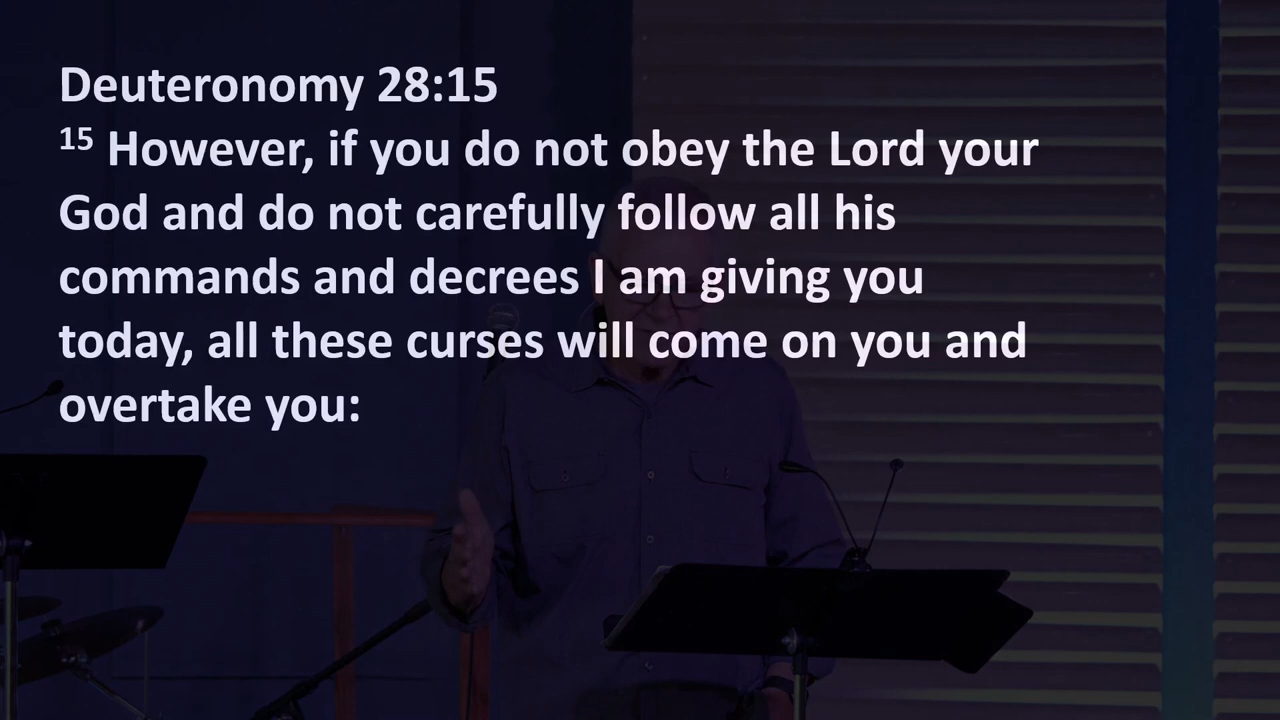 Deuteronomy 28:15
15 However, if you do not obey the Lord your
God and do not carefully follow all his
commands and decrees I am giving you
today, all these curses will come on you and
overtake you: